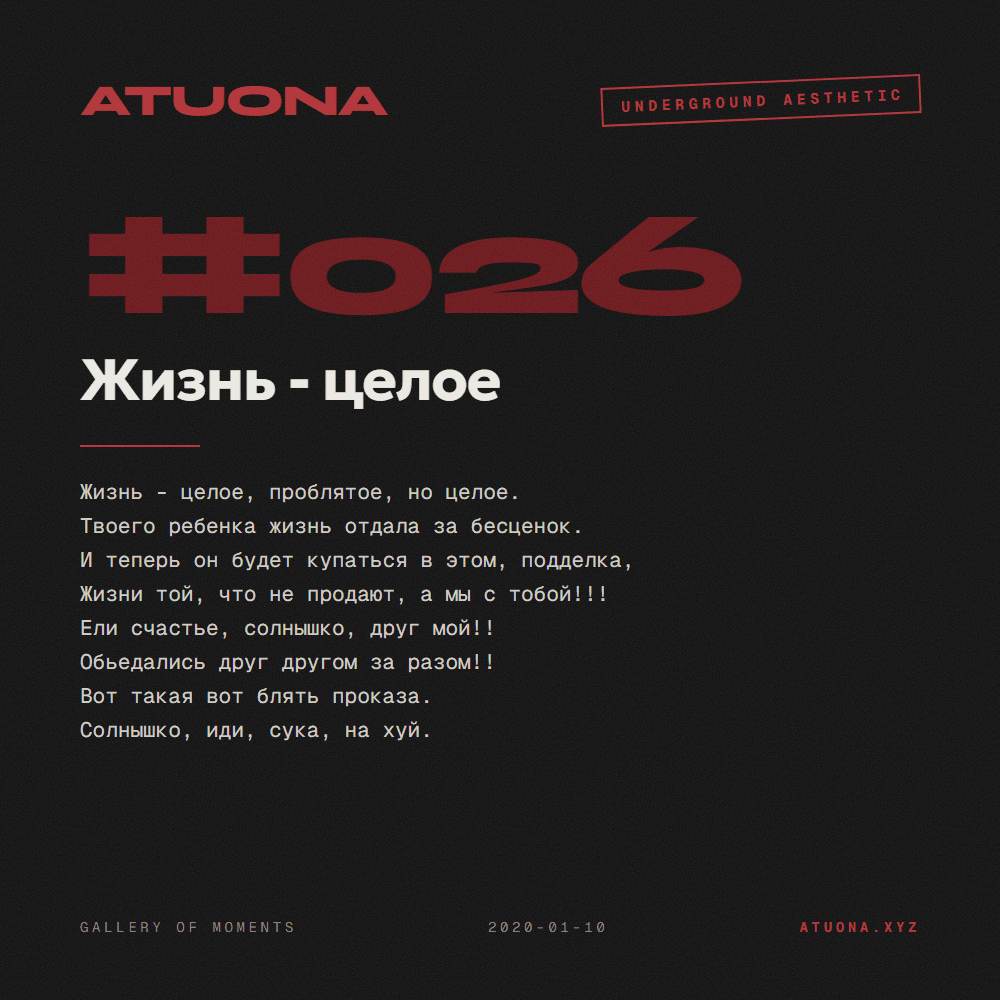 ATUONA
UNDERGROUND AESTHETIC
#026
Жизнь - целое
Жизнь - целое, проблятое, но целое.
Твоего ребенка жизнь отдала за бесценок.
И теперь он будет купаться в этом, подделка,
Жизни той, что не продают, а мы с тобой!!!
Ели счастье, солнышко, друг мой!!
Обьедались друг другом за разом!!
Вот такая вот блять проказа.
Солнышко, иди, сука, на хуй.
GALLERY OF MOMENTS
2020-01-10
ATUONA.XYZ